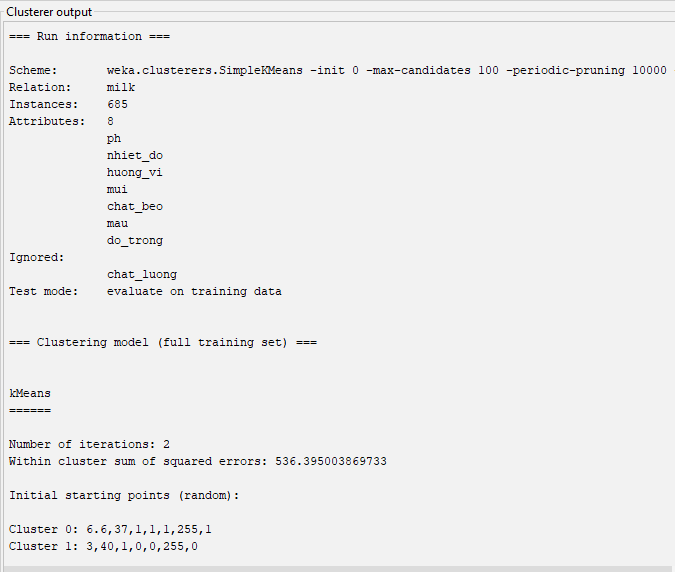 Clusterer output
=== Run information ===
Scheme: weka.clusterers.SimpleKMeans -init 0 -max-candidates 100 -periodic-pruning 10000
Relation: milk
Instances: 685
Attributes: 8
ph
nhiet_do
huong_vi
mui
chat_beo
mau
do_trong
Ignored:
chat_luong
Test mode: evaluate on training data
=== Clustering model (full training set) ===
kMeans
======
Number of iterations: 2
Within cluster sum of squared errors: 536.395003869733
Initial starting points (random):
Cluster 0: 6.6,37,1,1,1,255,1
Cluster 1: 3,40,1,0,0,255,0